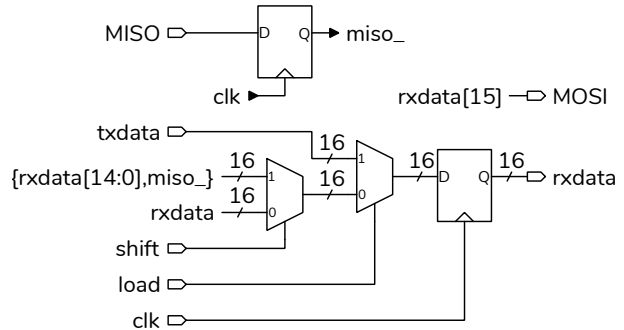 MISO
D Q
miso_
clk
rxdata[15] MOSI
txdata
16 16 1 16 16
{rxdata[14:0],miso_} 1 D Q rxdata
16 16 0
rxdata 0
shift
load
clk